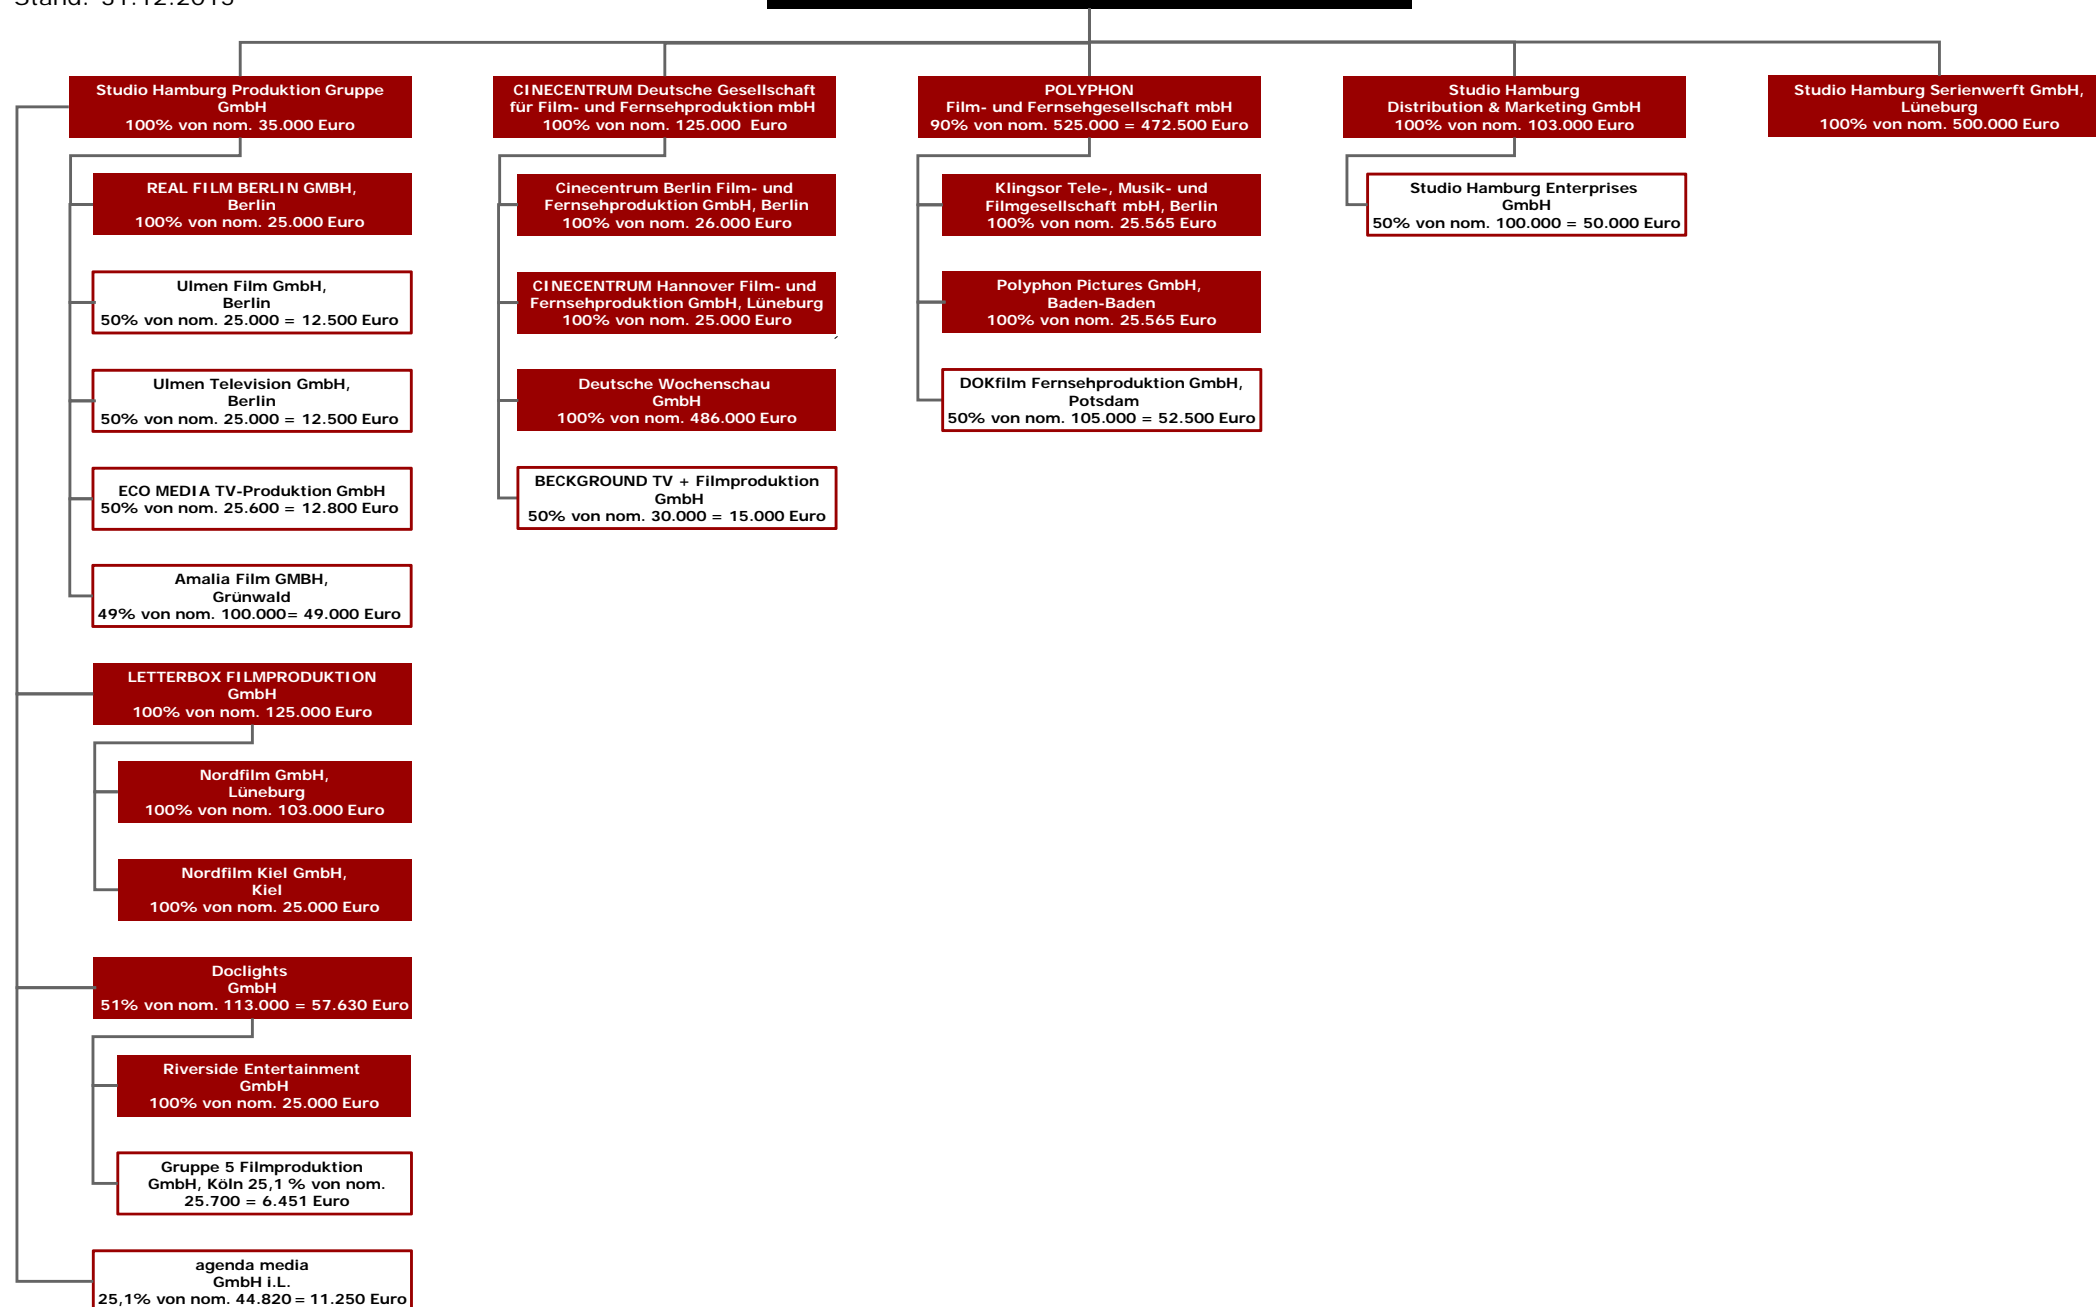 Stand: 31.12.2013
Studio Hamburg Produktion Gruppe
GmbH
100% von nom. 35.000 Euro
REAL FILM BERLIN GMBH,
Berlin
100% von nom. 25.000 Euro
Ulmen Film GmbH,
Berlin
50% von nom. 25.000 = 12.500 Euro
Ulmen Television GmbH,
Berlin
50% von nom. 25.000 = 12.500 Euro
ECO MEDIA TV-Produktion GmbH
50% von nom. 25.600 = 12.800 Euro
Amalia Film GMBH,
Grünwald
49% von nom. 100.000= 49.000 Euro
LETTERBOX FILMPRODUKTION
GmbH
100% von nom. 125.000 Euro
Nordfilm GmbH,
Lüneburg
100% von nom. 103.000 Euro
Nordfilm Kiel GmbH,
Kiel
100% von nom. 25.000 Euro
Doclights
GmbH
51% von nom. 113.000 = 57.630 Euro
Riverside Entertainment
GmbH
100% von nom. 25.000 Euro
Gruppe 5 Filmproduktion
GmbH, Köln 25,1 % von nom.
25.700 = 6.451 Euro
agenda media
GmbH i.L.
25,1% von nom. 44.820 = 11.250 Euro
CINECENTRUM Deutsche Gesellschaft
für Film- und Fernsehproduktion mbH
100% von nom. 125.000 Euro
Cinecentrum Berlin Film- und
Fernsehproduktion GmbH, Berlin
100% von nom. 26.000 Euro
CINECENTRUM Hannover Film- und
Fernsehproduktion GmbH, Lüneburg
100% von nom. 25.000 Euro
Deutsche Wochenschau
GmbH
100% von nom. 486.000 Euro
BECKGROUND TV + Filmproduktion
GmbH
50% von nom. 30.000 = 15.000 Euro
POLYPHON
Film- und Fernsehgesellschaft mbH
90% von nom. 525.000 = 472.500 Euro
Klingsor Tele-, Musik- und
Filmgesellschaft mbH, Berlin
100% von nom. 25.565 Euro
Polyphon Pictures GmbH,
Baden-Baden
100% von nom. 25.565 Euro
DOKfilm Fernsehproduktion GmbH,
Potsdam
50% von nom. 105.000 = 52.500 Euro
Studio Hamburg
Distribution & Marketing GmbH
100% von nom. 103.000 Euro
Studio Hamburg Enterprises
GmbH
50% von nom. 100.000 = 50.000 Euro
Studio Hamburg Serienwerft GmbH,
Lüneburg
100% von nom. 500.000 Euro